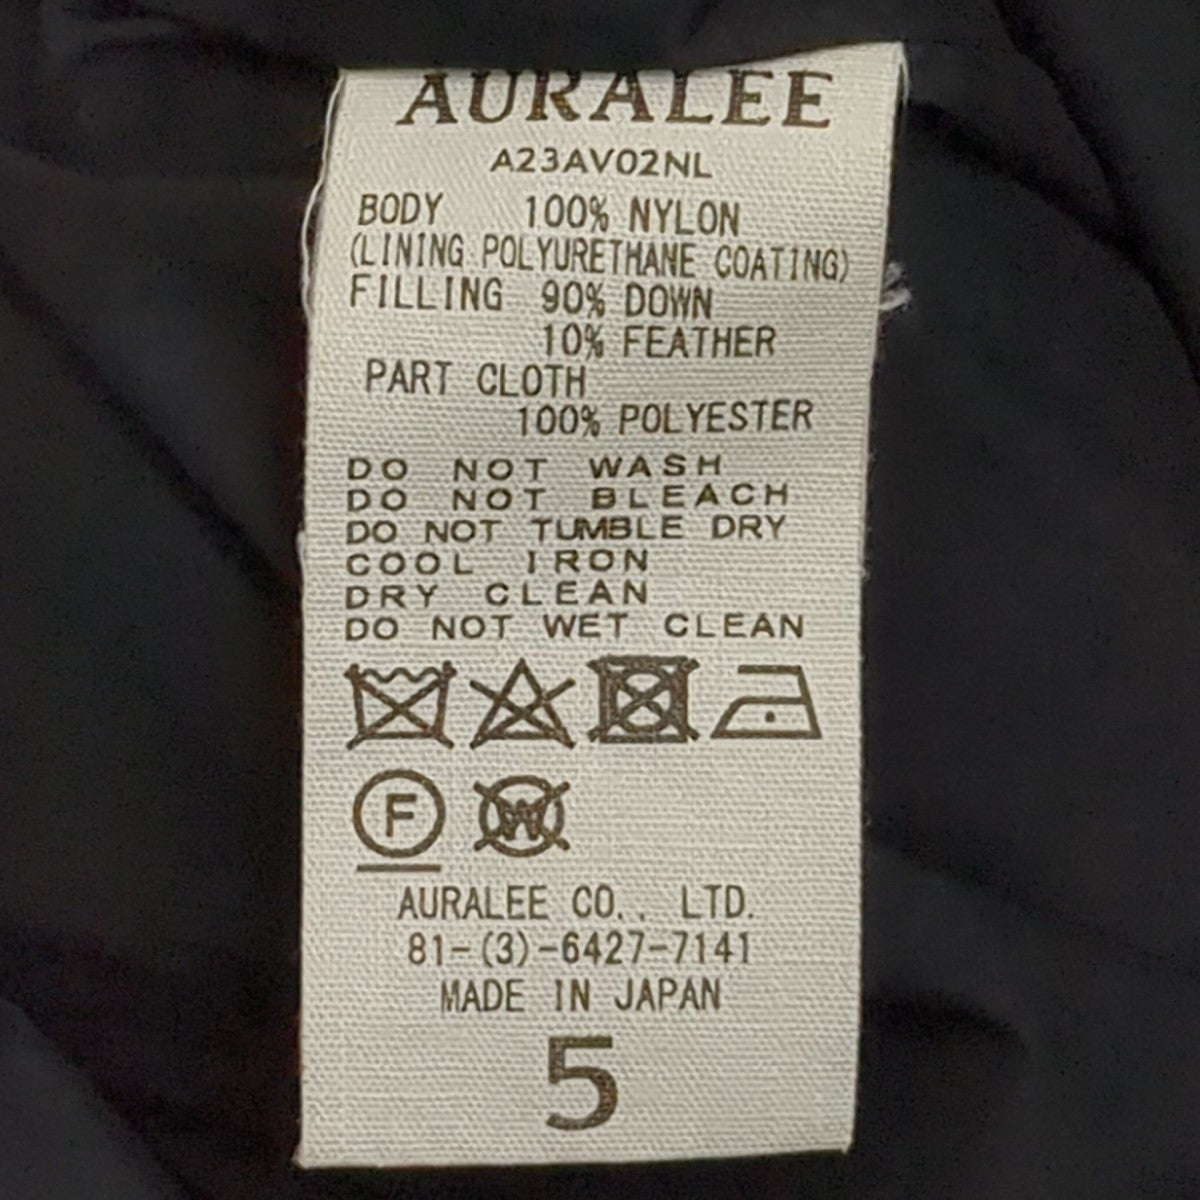 AURALEE
A23AV02NL
BODY 100% NYLON
(LINING POLYURETHANE COATING)
FILLING 90% DOWN
10% FEATHER
PART CLOTH
100% POLYESTER
DO NOT WASH
DO NOT BLEACH
DO NOT TUMBLE DRY
COOL IRON
DRY CLEAN
DO NOT WET CLEAN
F W
AURALEE CO., LTD.
81-(3)-6427-7141
MADE IN JAPAN
5